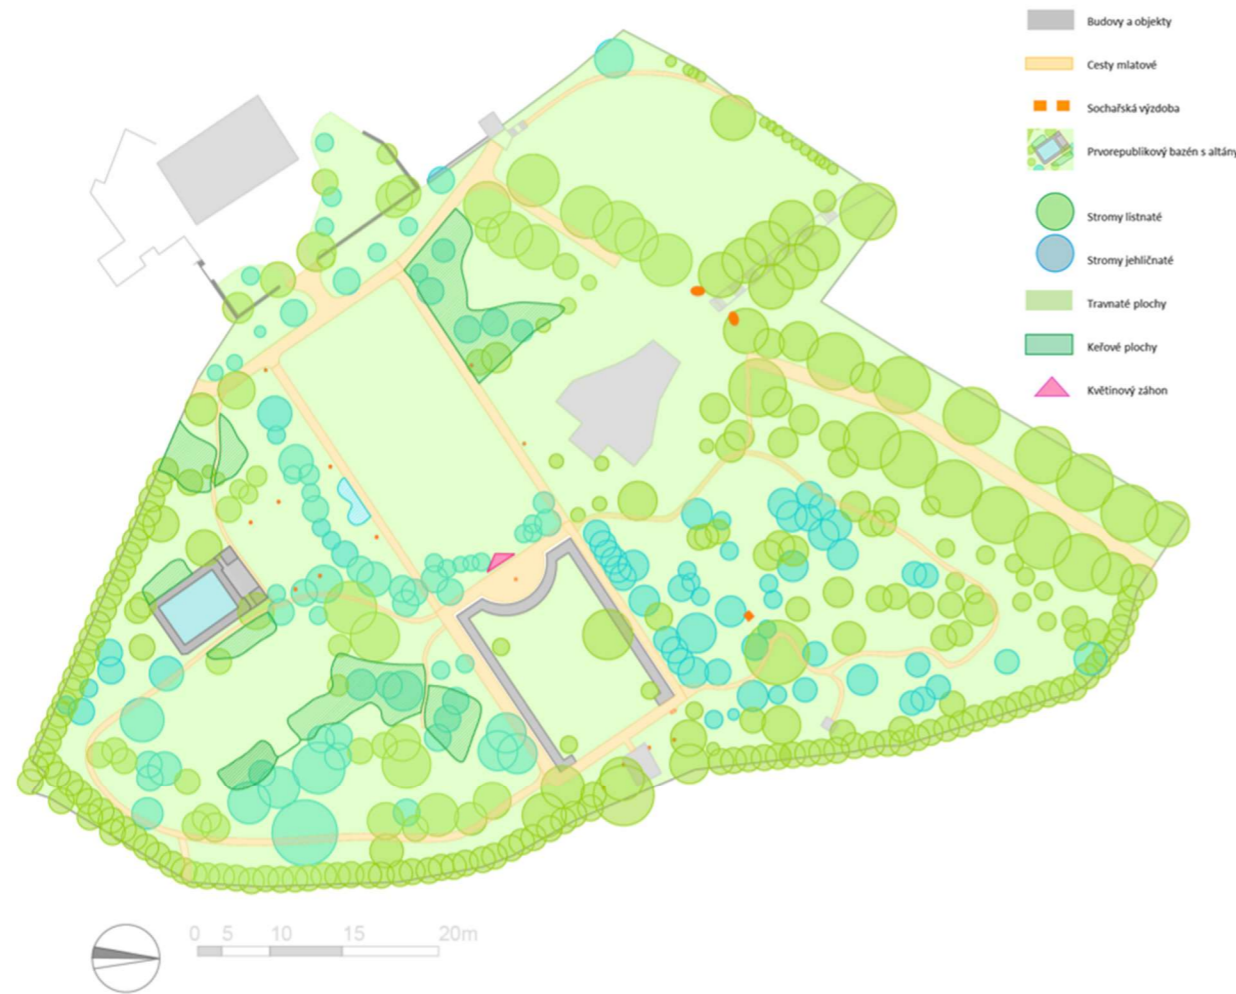 Budovy a objekty
Cesty mlatové
Sochařská výzdoba
Prvorepublikový bazén s altány
Stromy listnaté
Stromy jehličnaté
Travnaté plochy
Keřové plochy
Květinový záhon
0 5 10 15 20m